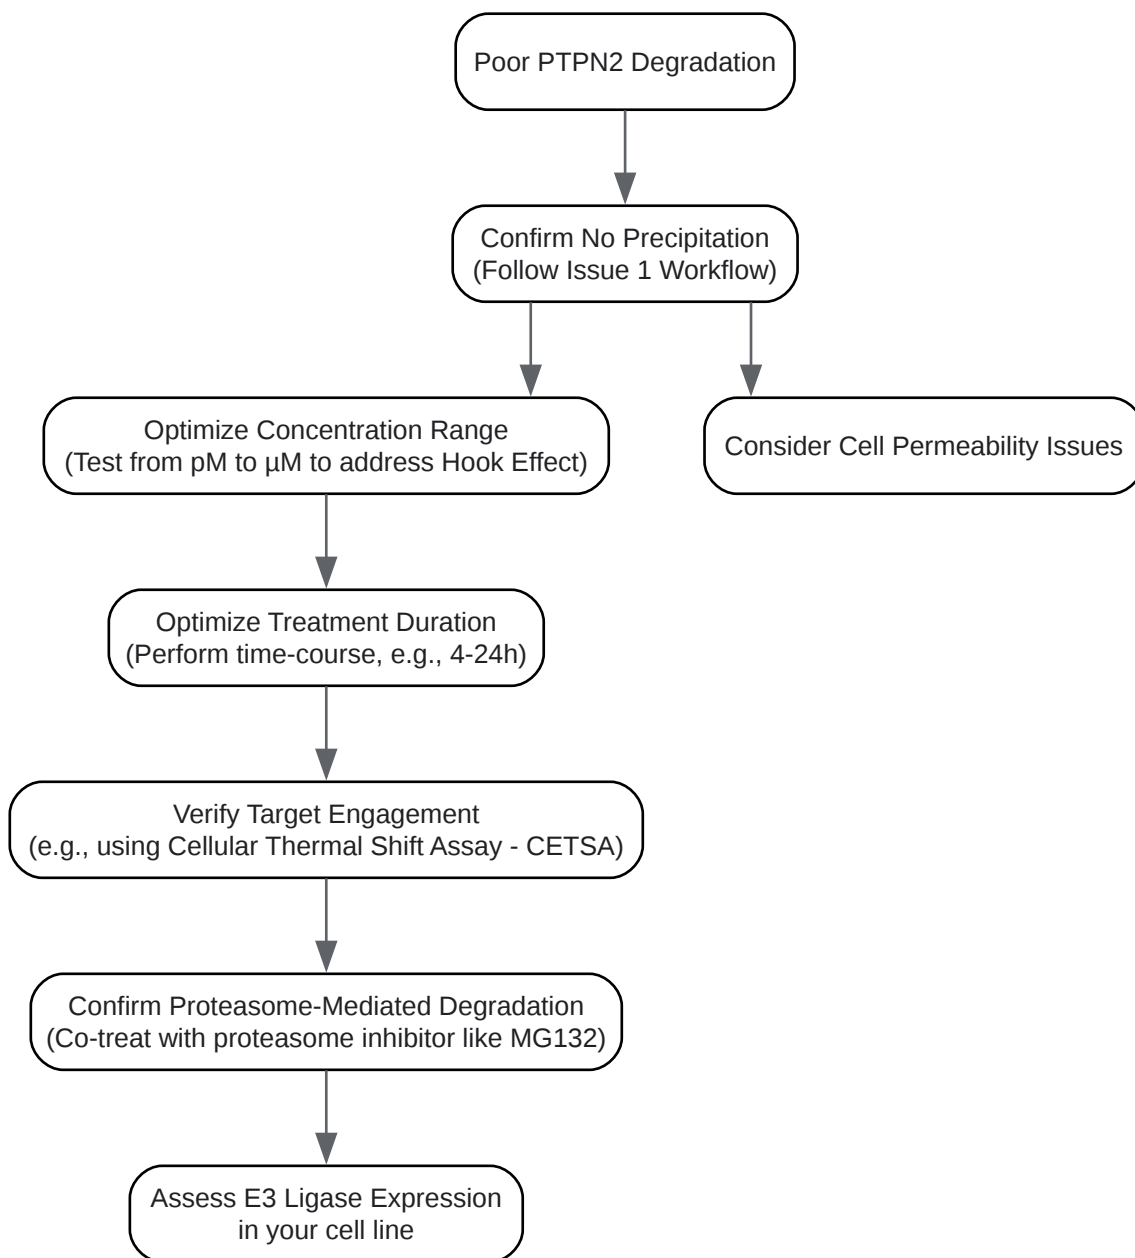 Poor PTPN2 Degradation
Confirm No Precipitation
(Follow Issue 1 Workflow)
Optimize Concentration Range
(Test from pM to µM to address Hook Effect)
Consider Cell Permeability Issues
Optimize Treatment Duration
(Perform time-course, e.g., 4-24h)
Verify Target Engagement
(e.g., using Cellular Thermal Shift Assay - CETSA)
Confirm Proteasome-Mediated Degradation
(Co-treat with proteasome inhibitor like MG132)
Assess E3 Ligase Expression
in your cell line